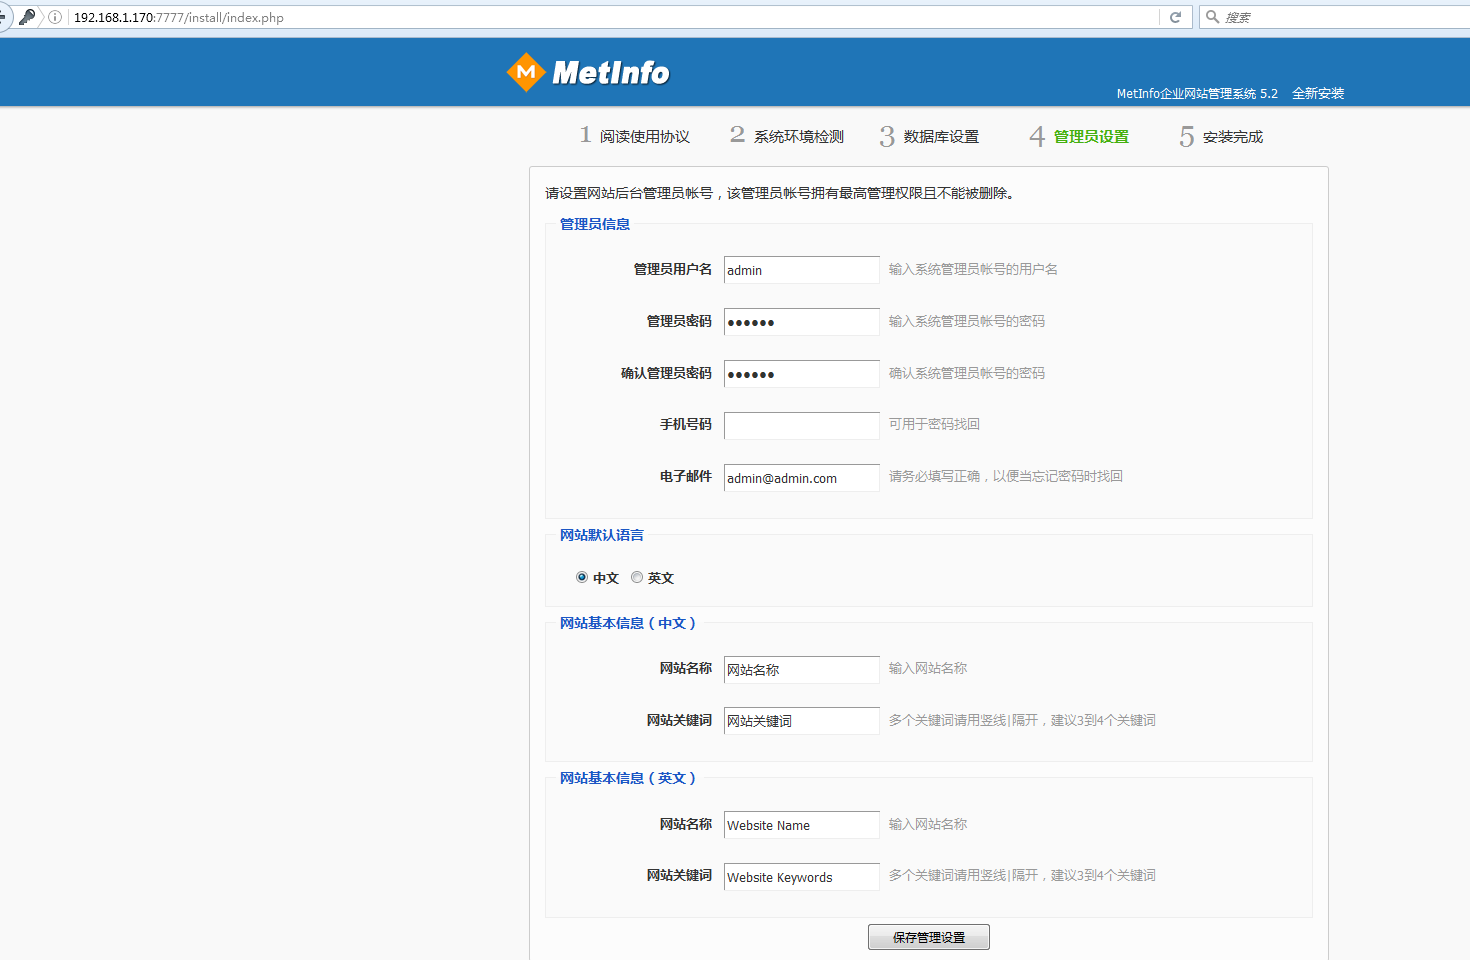 192.168.1.170:7777/install/index.php
搜索
M MetInfo
MetInfo企业网站管理系统 5.2 全新安装
1 阅读使用协议 2 系统环境检测 3 数据库设置 4 管理员设置 5 安装完成
请设置网站后台管理员帐号，该管理员帐号拥有最高管理权限且不能被删除。
管理员信息
管理员用户名 admin 输入系统管理员帐号的用户名
管理员密码 ●●●●●● 输入系统管理员帐号的密码
确认管理员密码 ●●●●●● 确认系统管理员帐号的密码
手机号码 可用于密码找回
电子邮件 admin@admin.com 请务必填写正确，以便当忘记密码时找回
网站默认语言
中文 英文
网站基本信息（中文）
网站名称 网站名称 输入网站名称
网站关键词 网站关键词 多个关键词请用竖线|隔开，建议3到4个关键词
网站基本信息（英文）
网站名称 Website Name 输入网站名称
网站关键词 Website Keywords 多个关键词请用竖线|隔开，建议3到4个关键词
保存管理设置